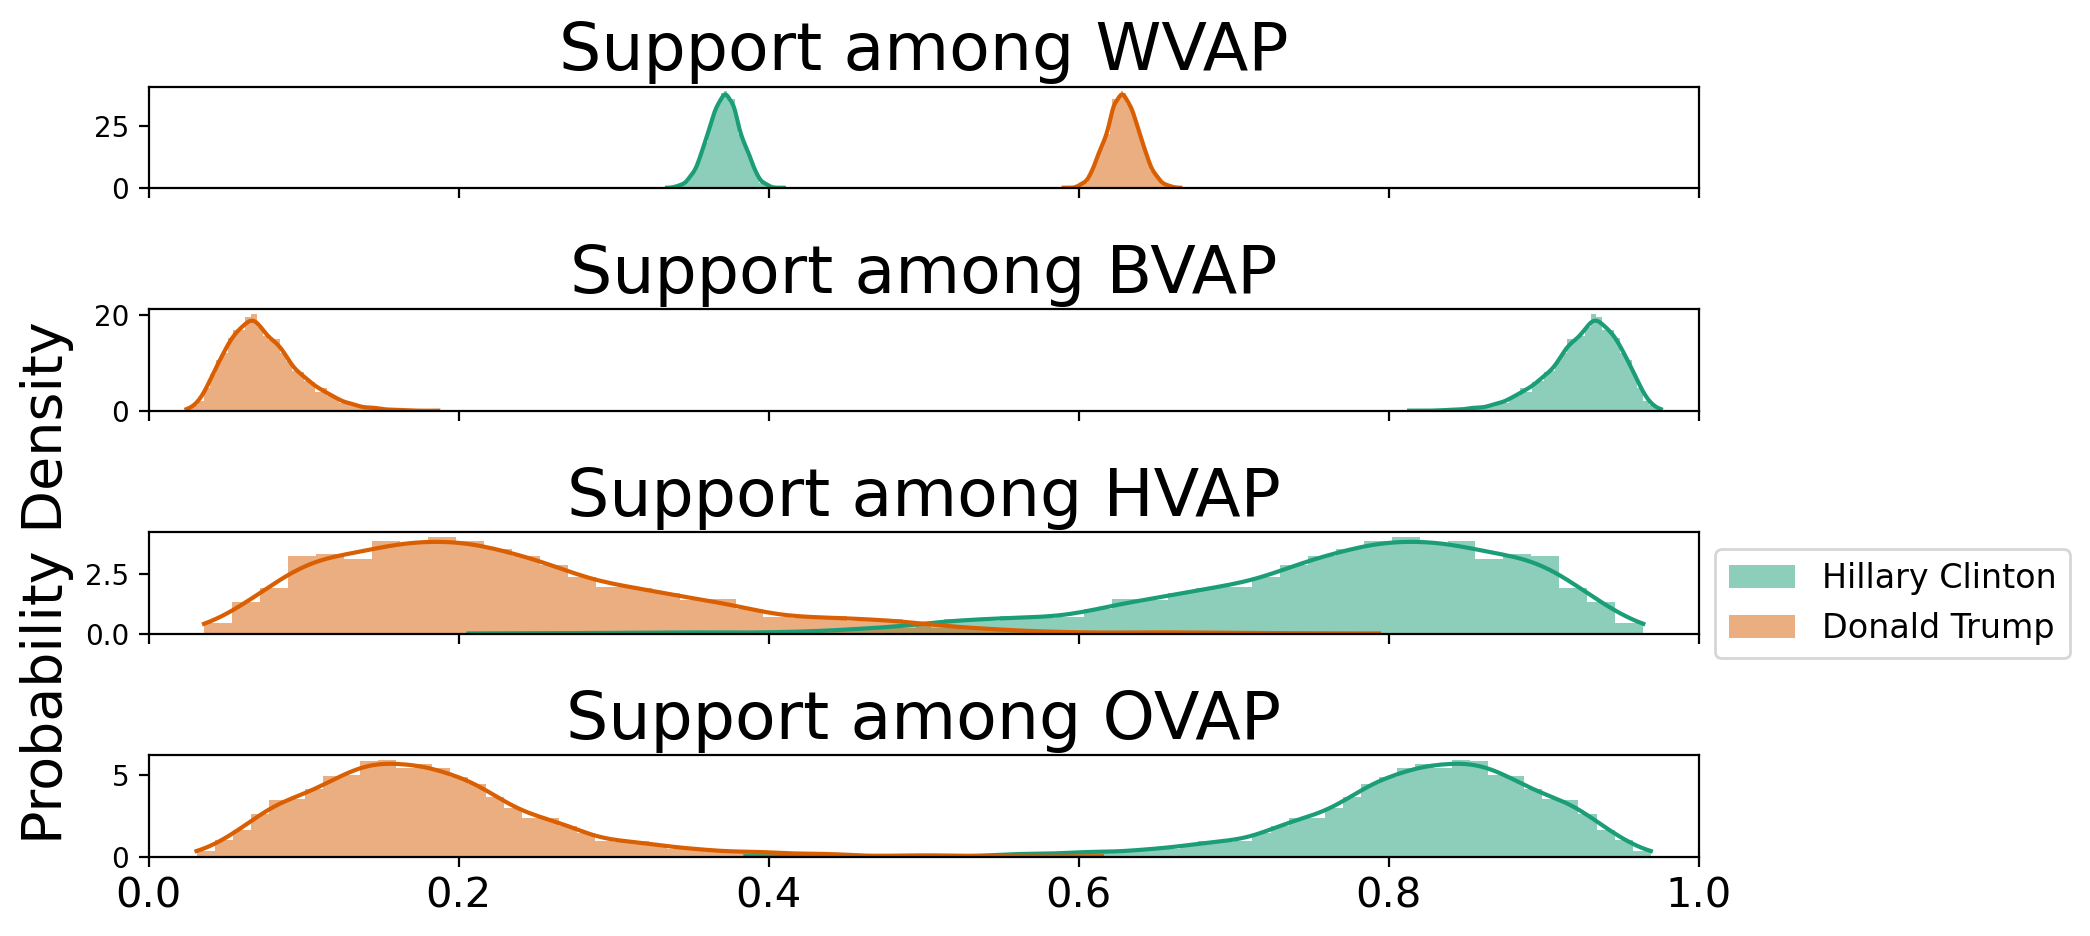 Support among WVAP
25
0
Support among BVAP
20
0
Probability Density
Support among HVAP
2.5
0.0
Hillary Clinton
Donald Trump
Support among OVAP
5
0
0.0 0.2 0.4 0.6 0.8 1.0